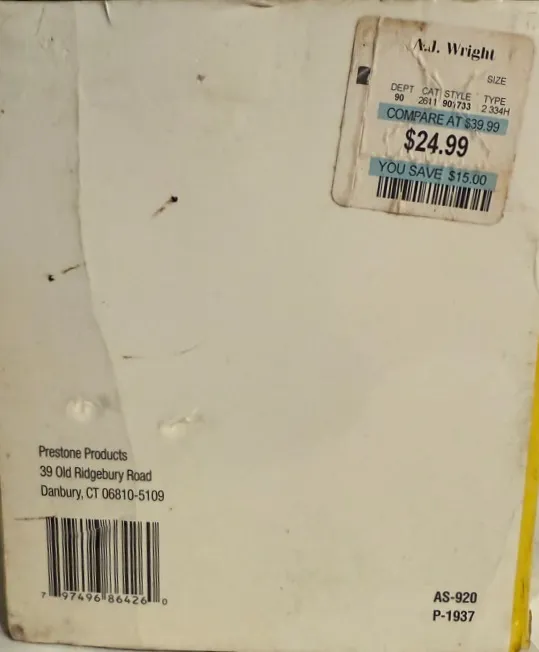 A.J. Wright
SIZE
DEPT CAT STYLE TYPE
90 2611 901733 2 334H
COMPARE AT $39.99
$24.99
YOU SAVE $15.00
Prestone Products
39 Old Ridgebury Road
Danbury, CT 06810-5109
7 97496 86426 0
AS-920
P-1937